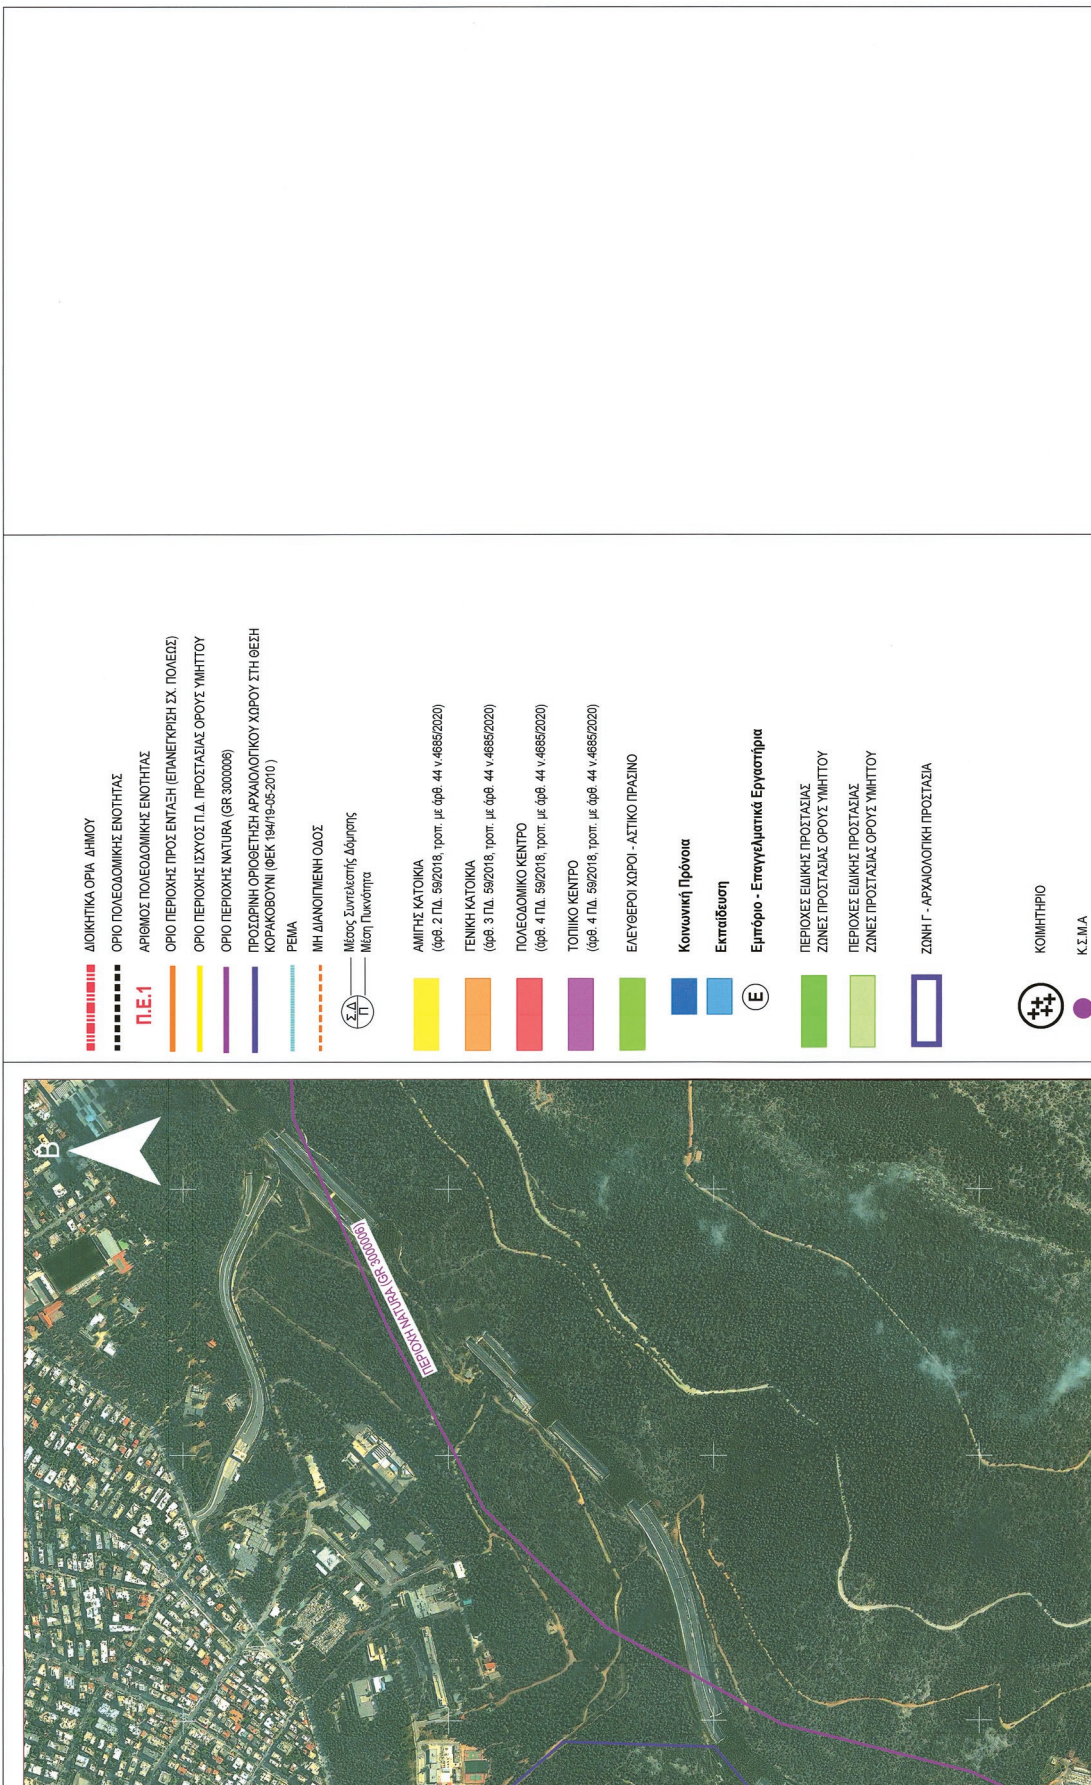 ΔΙΟΙΚΗΤΙΚΑ ΟΡΙΑ ΔΗΜΟΥ
ΟΡΙΟ ΠΟΛΕΟΔΟΜΙΚΗΣ ΕΝΟΤΗΤΑΣ
Π.Ε.1 ΑΡΙΘΜΟΣ ΠΟΛΕΟΔΟΜΙΚΗΣ ΕΝΟΤΗΤΑΣ
ΟΡΙΟ ΠΕΡΙΟΧΗΣ ΠΡΟΣ ΕΝΤΑΞΗ (ΕΠΑΝΕΓΚΡΙΣΗ ΣΧ. ΠΟΛΕΩΣ)
ΟΡΙΟ ΠΕΡΙΟΧΗΣ ΙΣΧΥΟΣ Π.Δ. ΠΡΟΣΤΑΣΙΑΣ ΟΡΟΥΣ ΥΜΗΤΤΟΥ
ΟΡΙΟ ΠΕΡΙΟΧΗΣ NATURA (GR 3000006)
ΠΡΟΣΩΡΙΝΗ ΟΡΙΟΘΕΤΗΣΗ ΑΡΧΑΙΟΛΟΓΙΚΟΥ ΧΩΡΟΥ ΣΤΗ ΘΕΣΗ
ΚΟΡΑΚΟΒΟΥΝΙ (ΦΕΚ 194/19-05-2010 )
ΡΕΜΑ
ΜΗ ΔΙΑΝΟΙΓΜΕΝΗ ΟΔΟΣ
Σ.Δ Μέσος Συντελεστής Δόμησης
Π Μέση Πυκνότητα
ΑΜΙΓΗΣ ΚΑΤΟΙΚΙΑ
(άρθ. 2 ΠΔ. 59/2018, τροπ. με άρθ. 44 ν.4685/2020)
ΓΕΝΙΚΗ ΚΑΤΟΙΚΙΑ
(άρθ. 3 ΠΔ. 59/2018, τροπ. με άρθ. 44 ν.4685/2020)
ΠΟΛΕΟΔΟΜΙΚΟ ΚΕΝΤΡΟ
(άρθ. 4 ΠΔ. 59/2018, τροπ. με άρθ. 44 ν.4685/2020)
ΤΟΠΙΚΟ ΚΕΝΤΡΟ
(άρθ. 4 ΠΔ. 59/2018, τροπ. με άρθ. 44 ν.4685/2020)
ΕΛΕΥΘΕΡΟΙ ΧΩΡΟΙ - ΑΣΤΙΚΟ ΠΡΑΣΙΝΟ
Κοινωνική Πρόνοια
Εκπαίδευση
Ε Εμπόριο - Επαγγελματικά Εργαστήρια
ΠΕΡΙΟΧΕΣ ΕΙΔΙΚΗΣ ΠΡΟΣΤΑΣΙΑΣ
ΖΩΝΕΣ ΠΡΟΣΤΑΣΙΑΣ ΟΡΟΥΣ ΥΜΗΤΤΟΥ
ΠΕΡΙΟΧΕΣ ΕΙΔΙΚΗΣ ΠΡΟΣΤΑΣΙΑΣ
ΖΩΝΕΣ ΠΡΟΣΤΑΣΙΑΣ ΟΡΟΥΣ ΥΜΗΤΤΟΥ
ΖΩΝΗ Γ - ΑΡΧΑΙΟΛΟΓΙΚΗ ΠΡΟΣΤΑΣΙΑ
ΚΟΙΜΗΤΗΡΙΟ
Κ.Σ.Μ.Α
Β
ΠΕΡΙΟΧΗ NATURA (GR 3000006)